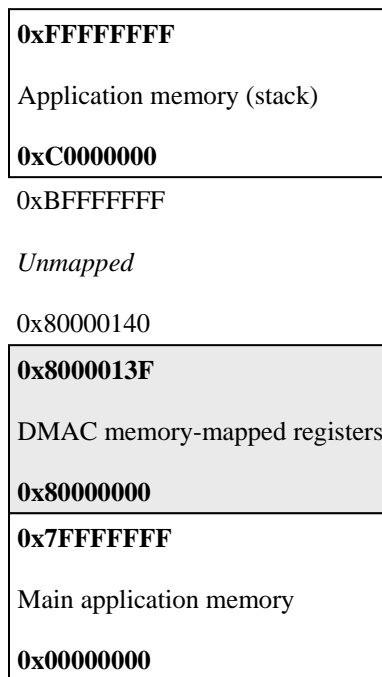 0xFFFFFFFF
Application memory (stack)
0xC0000000
0xBFFFFFFF
Unmapped
0x80000140
0x8000013F
DMAC memory-mapped registers
0x80000000
0x7FFFFFFF
Main application memory
0x00000000